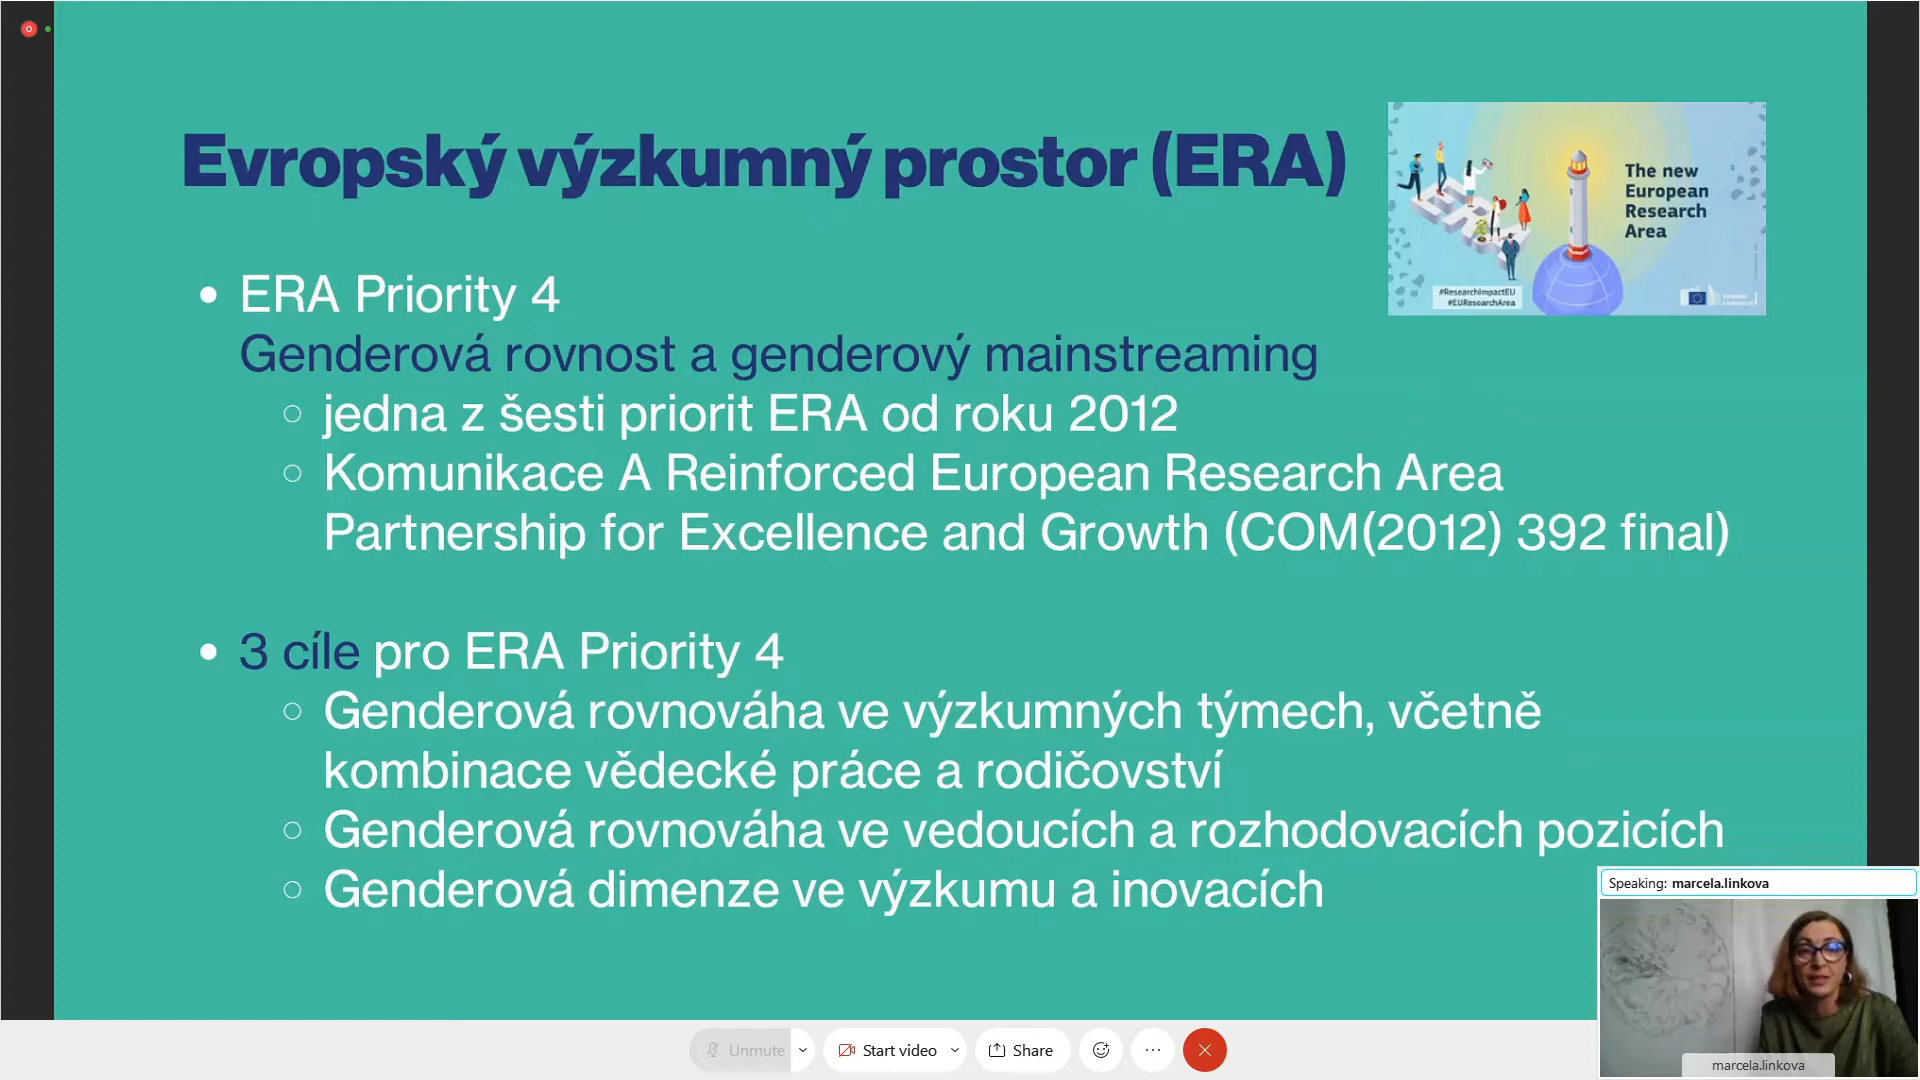 Evropský výzkumný prostor (ERA)
The new
European
Research
Area
#ResearchImpactEU
#EUResearchArea
European
Commission
ERA Priority 4
Genderová rovnost a genderový mainstreaming
jedna z šesti priorit ERA od roku 2012
Komunikace A Reinforced European Research Area
Partnership for Excellence and Growth (COM(2012) 392 final)
3 cíle pro ERA Priority 4
Genderová rovnováha ve výzkumných týmech, včetně
kombinace vědecké práce a rodičovství
Genderová rovnováha ve vedoucích a rozhodovacích pozicích
Genderová dimenze ve výzkumu a inovacích
Speaking: marcela.linkova
marcela.linkova
Unmute
Start video
Share